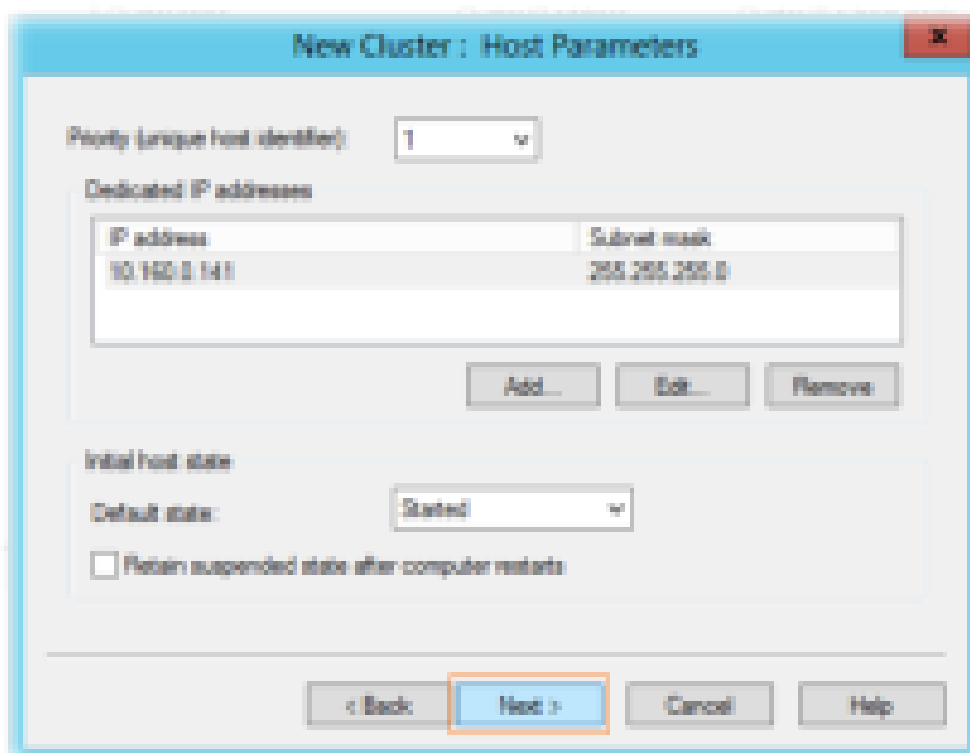 New Cluster : Host Parameters
Priority (unique host identifier):
1
Dedicated IP addresses
IP address
Subnet mask
10.160.0.141
255.255.255.0
Add...
Edit...
Remove
Initial host state
Default state:
Started
Retain suspended state after computer restarts
< Back
Next >
Cancel
Help